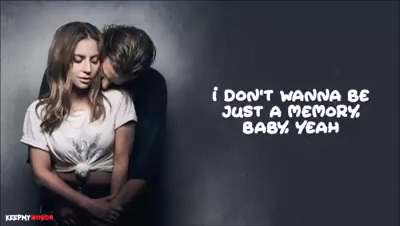 I DON'T WANNA BE
JUST A MEMORY,
BABY, YEAH
KEEPMYWORDS